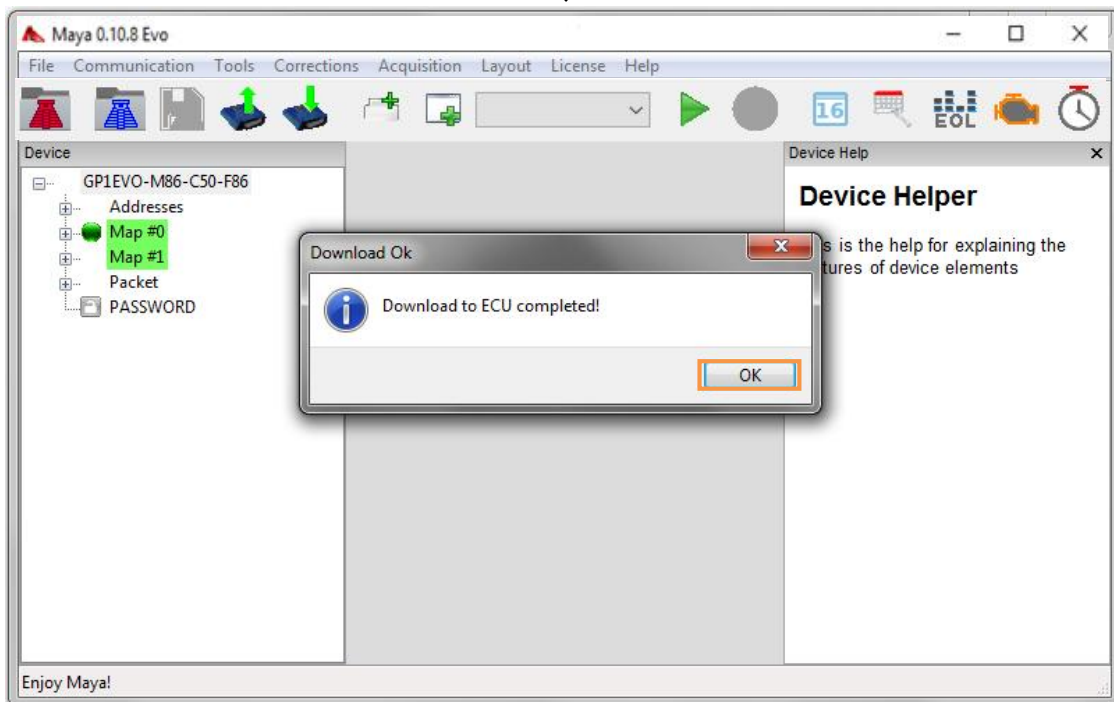 Maya 0.10.8 Evo
File Communication Tools Corrections Acquisition Layout License Help
16
EOL
Device
GP1EVO-M86-C50-F86
Addresses
Map #0
Map #1
Packet
PASSWORD
Download Ok
Download to ECU completed!
OK
Device Help
Device Helper
s is the help for explaining the
tures of device elements
Enjoy Maya!